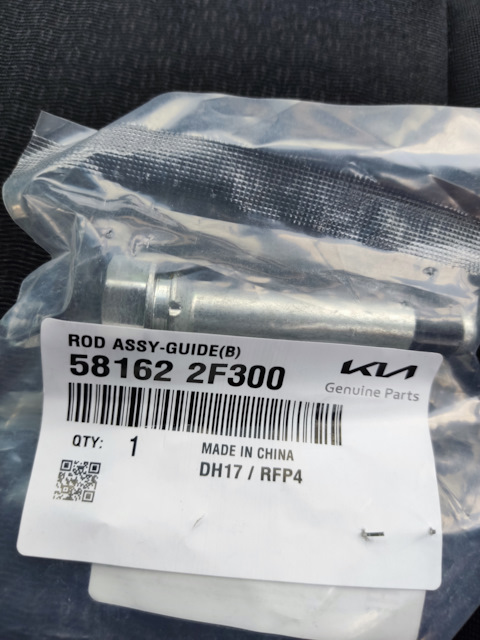 ROD ASSY-GUIDE(B)
58162 2F300
KIA
Genuine Parts
QTY: 1
MADE IN CHINA
DH17 / RFP4